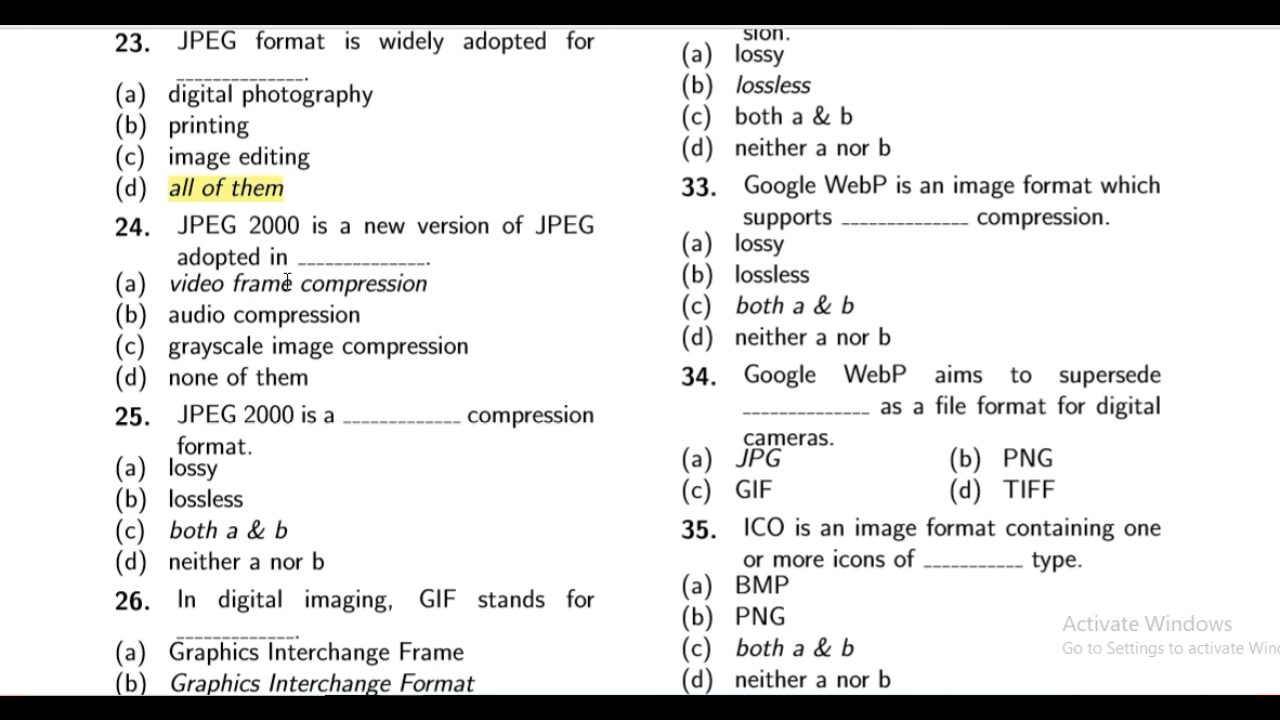 23. JPEG format is widely adopted for
______________.
(a) digital photography
(b) printing
(c) image editing
(d) all of them
24. JPEG 2000 is a new version of JPEG
adopted in ______________.
(a) video frame compression
(b) audio compression
(c) grayscale image compression
(d) none of them
25. JPEG 2000 is a _____________ compression
format.
(a) lossy
(b) lossless
(c) both a & b
(d) neither a nor b
26. In digital imaging, GIF stands for
_____________.
(a) Graphics Interchange Frame
(b) Graphics Interchange Format
sion.
(a) lossy
(b) lossless
(c) both a & b
(d) neither a nor b
33. Google WebP is an image format which
supports ______________ compression.
(a) lossy
(b) lossless
(c) both a & b
(d) neither a nor b
34. Google WebP aims to supersede
______________ as a file format for digital
cameras.
(a) JPG (b) PNG
(c) GIF (d) TIFF
35. ICO is an image format containing one
or more icons of ___________ type.
(a) BMP
(b) PNG
(c) both a & b
(d) neither a nor b
Activate Windows
Go to Settings to activate Win